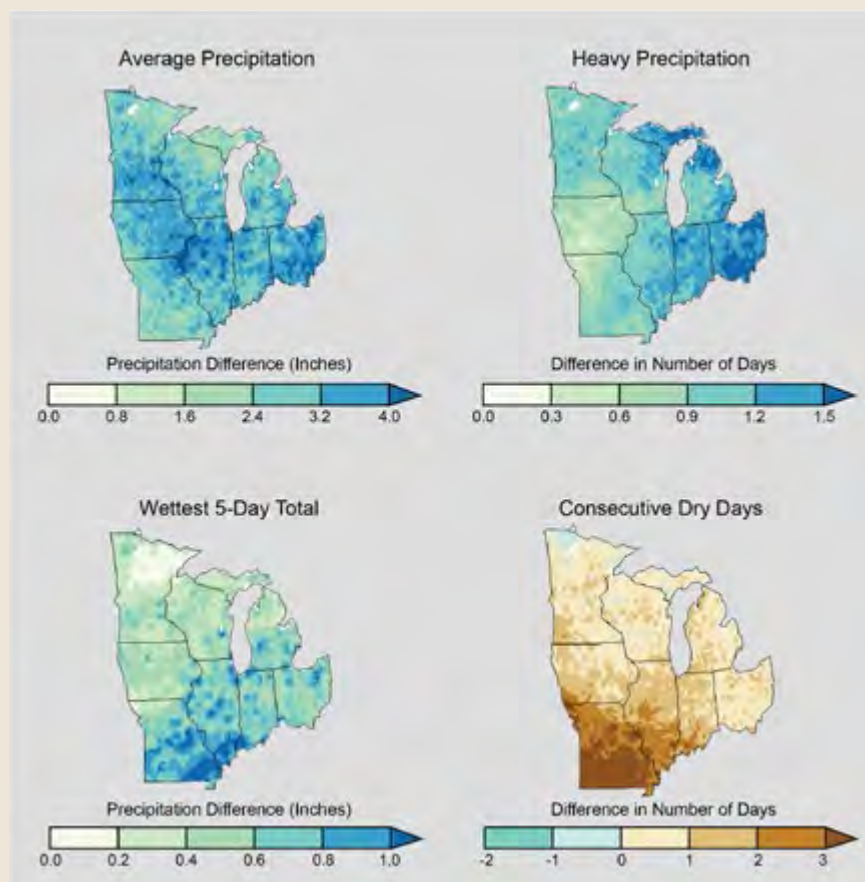 Average Precipitation
Heavy Precipitation
Precipitation Difference (Inches)
0.0 0.8 1.6 2.4 3.2 4.0
Difference in Number of Days
0.0 0.3 0.6 0.9 1.2 1.5
Wettest 5-Day Total
Consecutive Dry Days
Precipitation Difference (Inches)
0.0 0.2 0.4 0.6 0.8 1.0
Difference in Number of Days
-2 -1 0 1 2 3